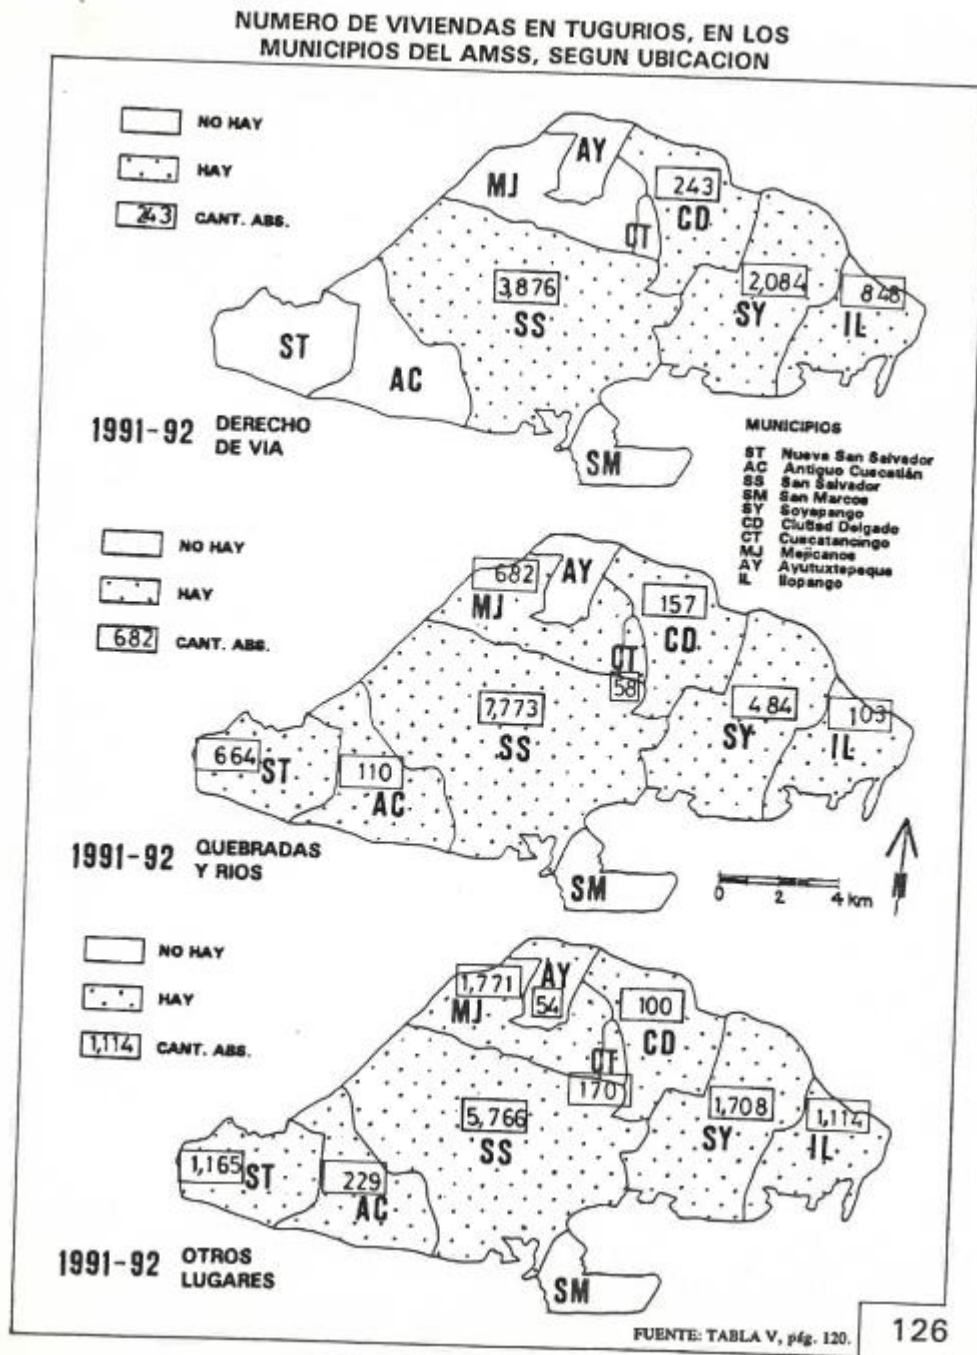 NUMERO DE VIVIENDAS EN TUGURIOS, EN LOS
MUNICIPIOS DEL AMSS, SEGUN UBICACION
NO HAY
HAY
243 CANT. ABS.
AY
MJ
243
CD
CT
3,876
SS
2,084
SY
848
IL
ST
AC
SM
1991-92 DERECHO
DE VIA
MUNICIPIOS
ST Nueva San Salvador
AC Antiguo Cuscatlán
SS San Salvador
SM San Marcos
SY Soyapango
CD Ciudad Delgado
CT Cuscatancingo
MJ Mejicanos
AY Ayutuxtepeque
IL Ilopango
NO HAY
HAY
682 CANT. ABS.
682
MJ
AY
157
CD
CT
58
7,773
SS
484
SY
103
IL
664
ST
110
AC
SM
1991-92 QUEBRADAS
Y RIOS
0 2 4 km
N
NO HAY
HAY
1,114 CANT. ABS.
1,771
MJ
AY
54
100
CD
CT
170
5,766
SS
1,708
SY
1,114
IL
1,165
ST
229
AC
SM
1991-92 OTROS
LUGARES
FUENTE: TABLA V, pág. 120.
126